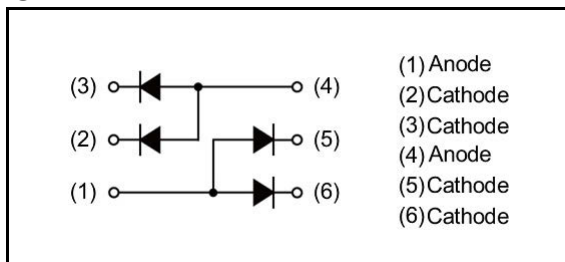 (3)
(4)
(2)
(5)
(1)
(6)
(1) Anode
(2)Cathode
(3)Cathode
(4)Anode
(5)Cathode
(6)Cathode